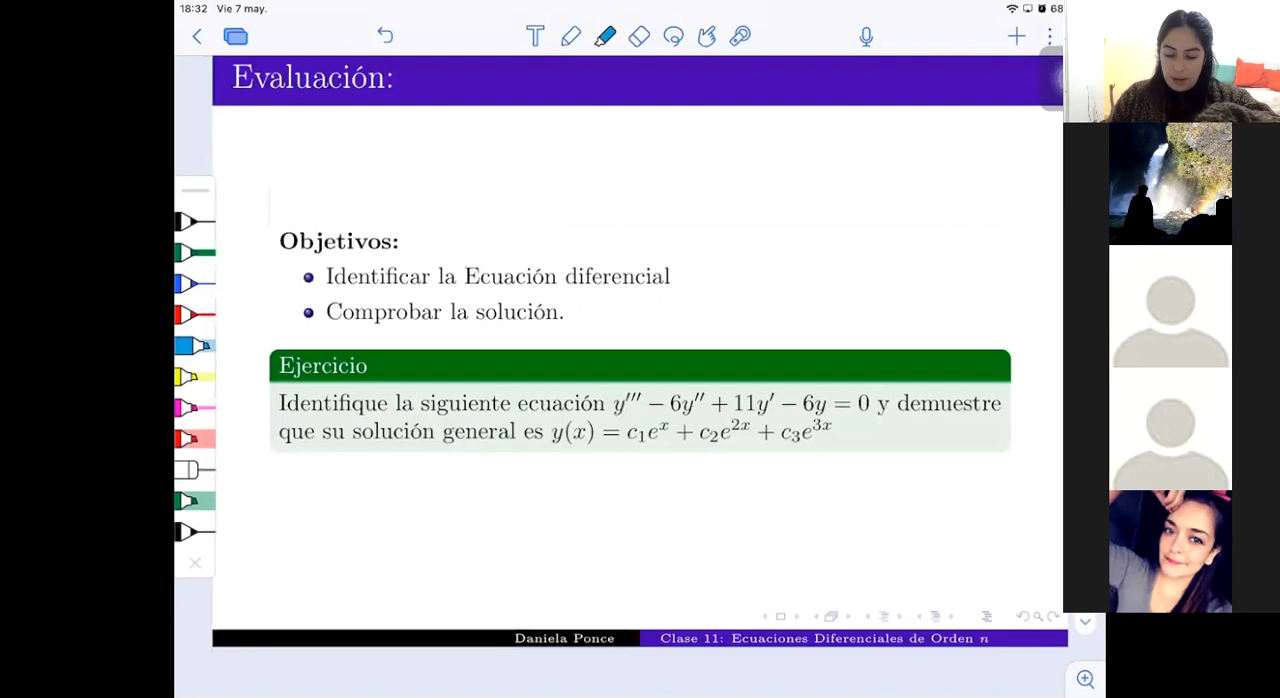 18:32 Vie 7 may.
68
Evaluación:
Objetivos:
Identificar la Ecuación diferencial
Comprobar la solución.
Ejercicio
Identifique la siguiente ecuación y''' − 6y'' + 11y' − 6y = 0 y demuestre
que su solución general es y(x) = c₁eˣ + c₂e²ˣ + c₃e³ˣ
Daniela Ponce
Clase 11: Ecuaciones Diferenciales de Orden n